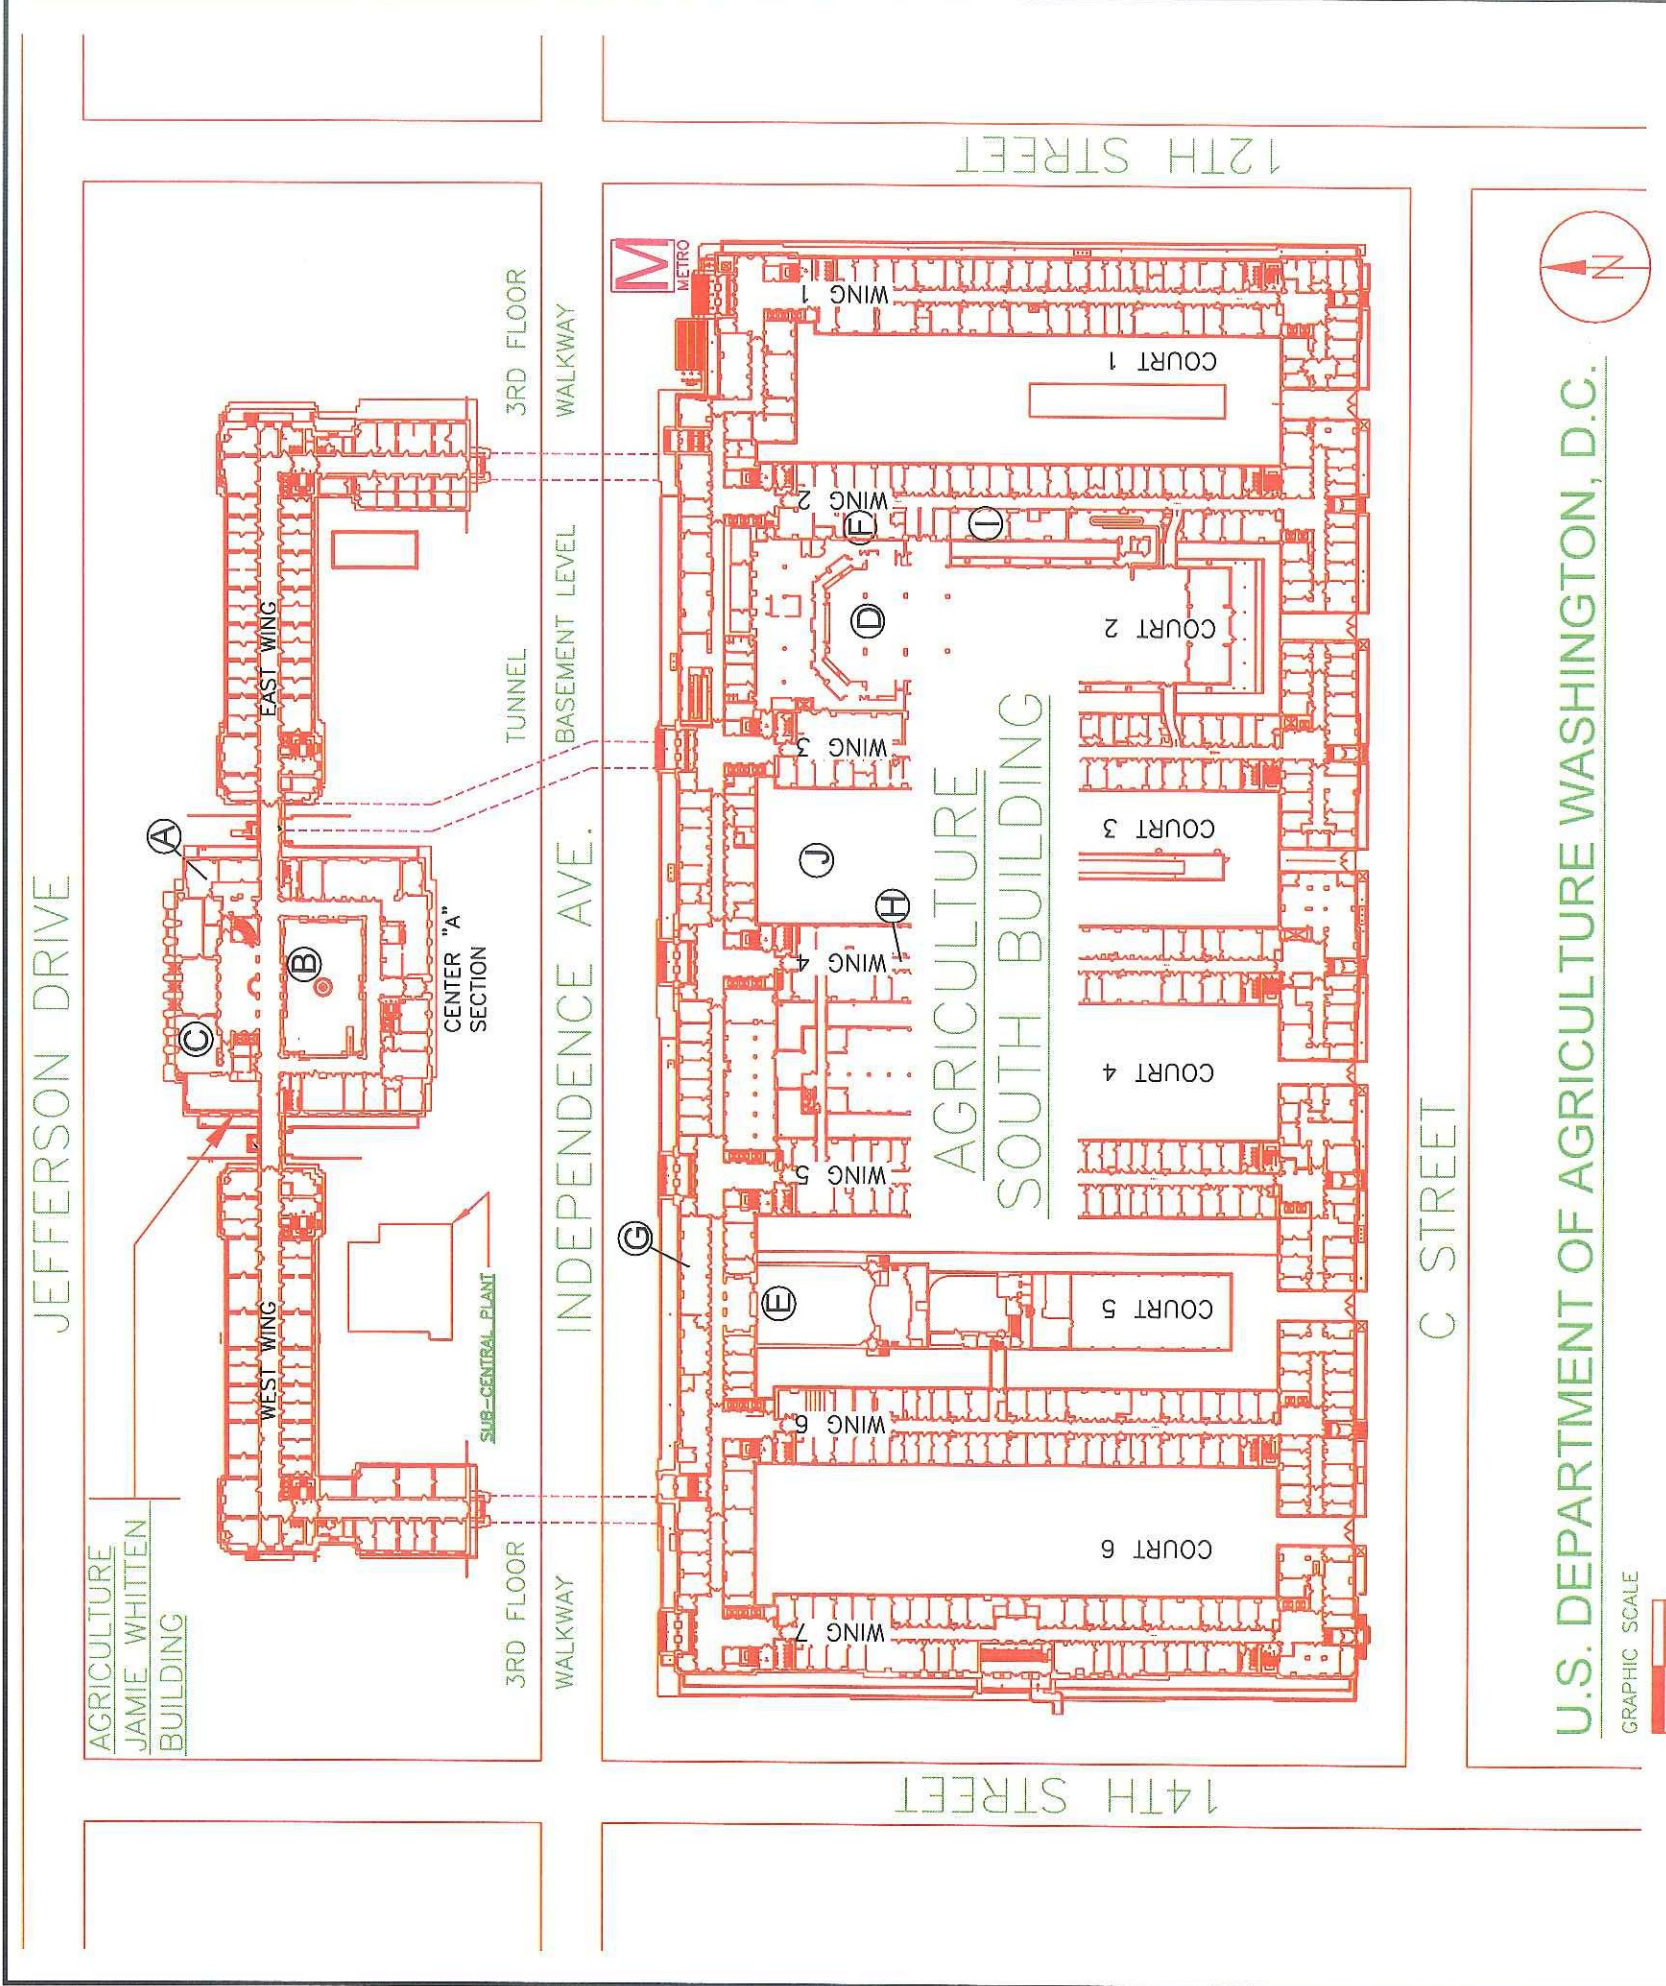 JEFFERSON DRIVE
AGRICULTURE
JAMIE WHITTEN
BUILDING
WEST WING
EAST WING
A
B
C
CENTER "A"
SECTION
SUB-CENTRAL PLANT
3RD FLOOR
WALKWAY
TUNNEL
BASEMENT LEVEL
3RD FLOOR
WALKWAY
INDEPENDENCE AVE.
M
METRO
14TH STREET
12TH STREET
G
E
J
H
D
F
I
WING 7
WING 6
WING 5
WING 4
WING 3
WING 2
WING 1
AGRICULTURE
SOUTH BUILDING
COURT 6
COURT 5
COURT 4
COURT 3
COURT 2
COURT 1
C STREET
U.S. DEPARTMENT OF AGRICULTURE WASHINGTON, D.C.
N
GRAPHIC SCALE